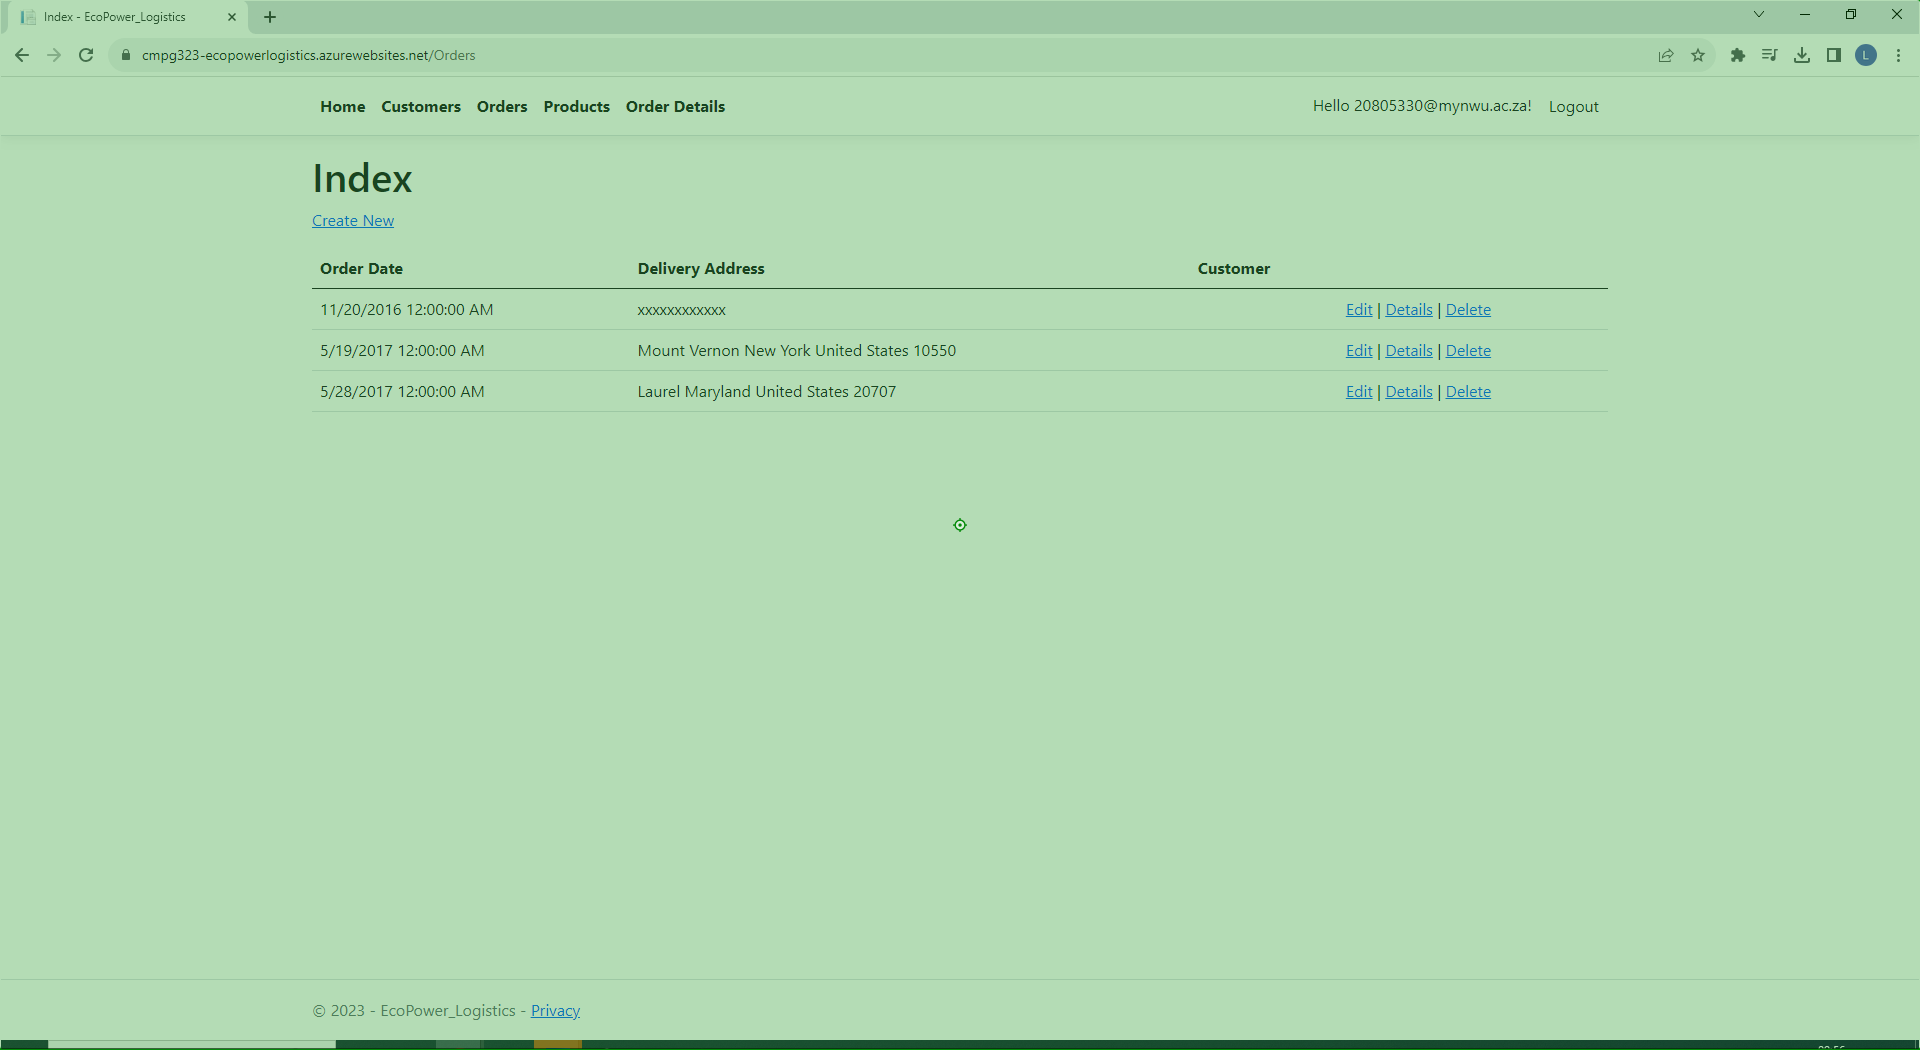 Index - EcoPower_Logistics
cmpg323-ecopowerlogistics.azurewebsites.net/Orders
L
Home Customers Orders Products Order Details Hello 20805330@mynwu.ac.za! Logout
Index
Create New
Order Date Delivery Address Customer
11/20/2016 12:00:00 AM xxxxxxxxxxxx Edit | Details | Delete
5/19/2017 12:00:00 AM Mount Vernon New York United States 10550 Edit | Details | Delete
5/28/2017 12:00:00 AM Laurel Maryland United States 20707 Edit | Details | Delete
© 2023 - EcoPower_Logistics - Privacy